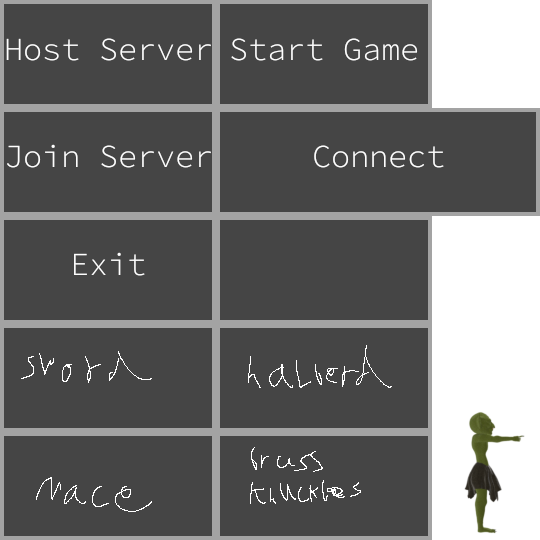 Host Server
Start Game
Join Server
Connect
Exit
sword
halberd
mace
brass
knuckles